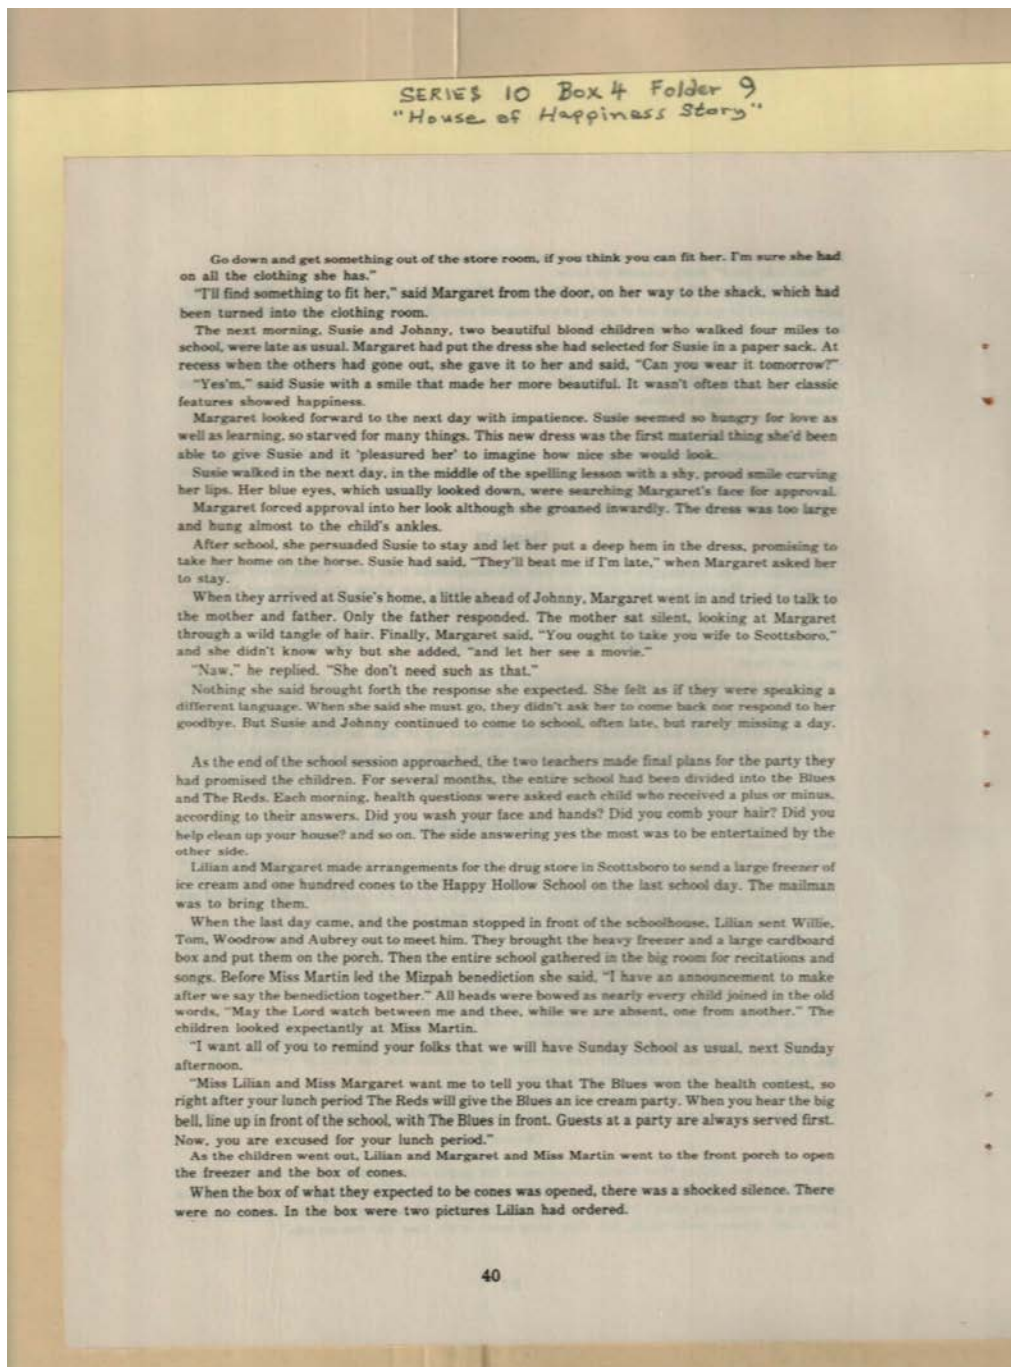 SERIES 10 Box 4 Folder 9
"House of Happiness Story"
Go down and get something out of the store room, if you think you can fit her. I'm sure she had
on all the clothing she has."
"I'll find something to fit her," said Margaret from the door, on her way to the shack, which had
been turned into the clothing room.
The next morning, Susie and Johnny, two beautiful blond children who walked four miles to
school, were late as usual. Margaret had put the dress she had selected for Susie in a paper sack. At
recess when the others had gone out, she gave it to her and said, "Can you wear it tomorrow?"
"Yes'm," said Susie with a smile that made her more beautiful. It wasn't often that her classic
features showed happiness.
Margaret looked forward to the next day with impatience. Susie seemed so hungry for love as
well as learning, so starved for many things. This new dress was the first material thing she'd been
able to give Susie and it 'pleasured her' to imagine how nice she would look.
Susie walked in the next day, in the middle of the spelling lesson with a shy, proud smile curving
her lips. Her blue eyes, which usually looked down, were searching Margaret's face for approval.
Margaret forced approval into her look although she groaned inwardly. The dress was too large
and hung almost to the child's ankles.
After school, she persuaded Susie to stay and let her put a deep hem in the dress, promising to
take her home on the horse. Susie had said, "They'll beat me if I'm late," when Margaret asked her
to stay.
When they arrived at Susie's home, a little ahead of Johnny, Margaret went in and tried to talk to
the mother and father. Only the father responded. The mother sat silent, looking at Margaret
through a wild tangle of hair. Finally, Margaret said, "You ought to take you wife to Scottsboro,"
and she didn't know why but she added, "and let her see a movie."
"Naw," he replied. "She don't need such as that."
Nothing she said brought forth the response she expected. She felt as if they were speaking a
different language. When she said she must go, they didn't ask her to come back nor respond to her
goodbye. But Susie and Johnny continued to come to school, often late, but rarely missing a day.
As the end of the school session approached, the two teachers made final plans for the party they
had promised the children. For several months, the entire school had been divided into the Blues
and The Reds. Each morning, health questions were asked each child who received a plus or minus,
according to their answers. Did you wash your face and hands? Did you comb your hair? Did you
help clean up your house? and so on. The side answering yes the most was to be entertained by the
other side.
Lilian and Margaret made arrangements for the drug store in Scottsboro to send a large freezer of
ice cream and one hundred cones to the Happy Hollow School on the last school day. The mailman
was to bring them.
When the last day came, and the postman stopped in front of the schoolhouse, Lilian sent Willie,
Tom, Woodrow and Aubrey out to meet him. They brought the heavy freezer and a large cardboard
box and put them on the porch. Then the entire school gathered in the big room for recitations and
songs. Before Miss Martin led the Mizpah benediction she said, "I have an announcement to make
after we say the benediction together." All heads were bowed as nearly every child joined in the old
words, "May the Lord watch between me and thee, while we are absent, one from another." The
children looked expectantly at Miss Martin.
"I want all of you to remind your folks that we will have Sunday School as usual, next Sunday
afternoon.
"Miss Lilian and Miss Margaret want me to tell you that The Blues won the health contest, so
right after your lunch period The Reds will give the Blues an ice cream party. When you hear the big
bell, line up in front of the school, with The Blues in front. Guests at a party are always served first.
Now, you are excused for your lunch period."
As the children went out, Lilian and Margaret and Miss Martin went to the front porch to open
the freezer and the box of cones.
When the box of what they expected to be cones was opened, there was a shocked silence. There
were no cones. In the box were two pictures Lilian had ordered.
40